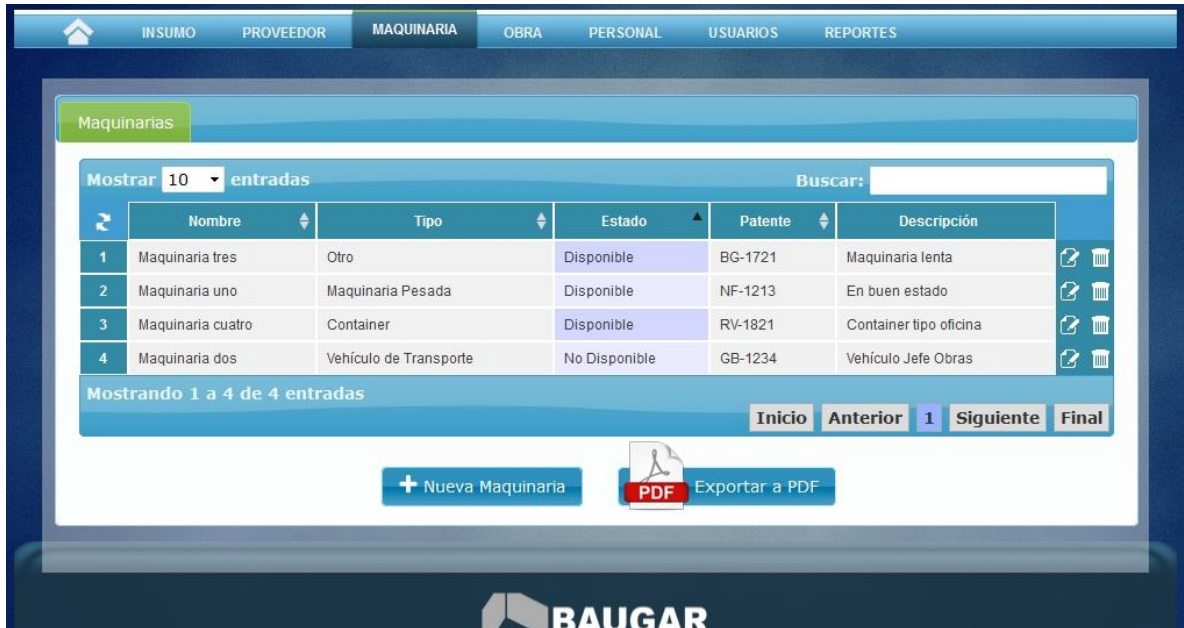 INSUMO PROVEEDOR MAQUINARIA OBRA PERSONAL USUARIOS REPORTES
Maquinarias
Mostrar 10 entradas Buscar:
Nombre Tipo Estado Patente Descripción
1 Maquinaria tres Otro Disponible BG-1721 Maquinaria lenta
2 Maquinaria uno Maquinaria Pesada Disponible NF-1213 En buen estado
3 Maquinaria cuatro Container Disponible RV-1821 Container tipo oficina
4 Maquinaria dos Vehículo de Transporte No Disponible GB-1234 Vehículo Jefe Obras
Mostrando 1 a 4 de 4 entradas
Inicio Anterior 1 Siguiente Final
+ Nueva Maquinaria PDF Exportar a PDF
BAUGAR